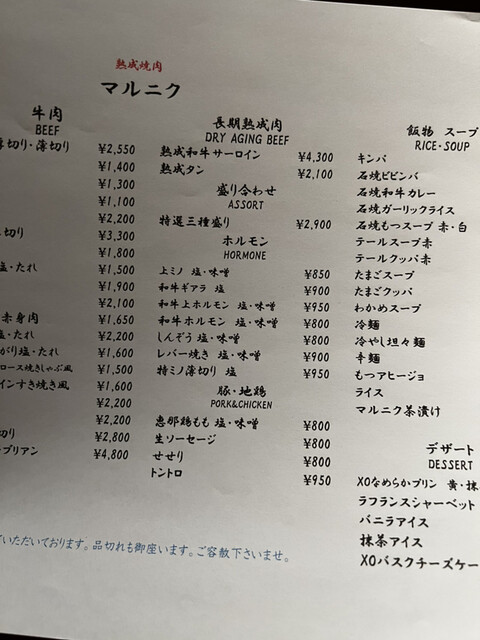 熟成焼肉
マルニク
牛肉
BEEF
厚切り・薄切り ¥2,550
¥1,400
¥1,300
¥1,100
¥2,200
切り ¥3,300
¥1,800
塩・たれ ¥1,500
¥1,900
¥2,100
赤身肉 ¥1,650
塩・たれ ¥2,200
がり塩・たれ ¥1,600
ロース焼きしゃぶ風 ¥1,500
インすき焼き風 ¥1,600
¥2,200
¥2,200
切り ¥2,800
ブリアン ¥4,800
長期熟成肉
DRY AGING BEEF
熟成和牛サーロイン ¥4,300
熟成タン ¥2,100
盛り合わせ
ASSORT
特選三種盛り ¥2,900
ホルモン
HORMONE
上ミノ 塩・味噌 ¥850
和牛ギアラ 塩 ¥900
和牛上ホルモン 塩・味噌 ¥950
和牛ホルモン 塩・味噌 ¥800
しんぞう 塩・味噌 ¥800
レバー焼き 塩・味噌 ¥900
特ミノ薄切り 塩 ¥950
豚・地鶏
PORK&CHICKEN
恵那鶏もも 塩・味噌 ¥800
生ソーセージ ¥800
せせり ¥800
トントロ ¥950
飯物 スープ
RICE・SOUP
キンパ
石焼ビビンバ
石焼和牛カレー
石焼ガーリックライス
石焼もつスープ 赤・白
テールスープ赤
テールクッパ赤
たまごスープ
たまごクッパ
わかめスープ
冷麺
冷やし坦々麺
辛麺
もつアヒージョ
ライス
マルニク茶漬け
デザート
DESSERT
XOなめらかプリン 黄・抹
ラフランスシャーベット
バニラアイス
抹茶アイス
XOバスクチーズケー
いただいております。品切れも御座います。ご容赦下さいませ。